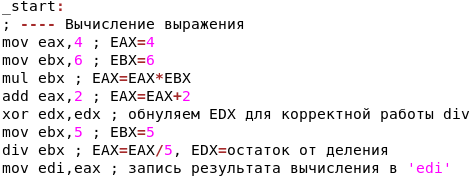 _start:
; ---- Вычисление выражения
mov eax,4 ; EAX=4
mov ebx,6 ; EBX=6
mul ebx ; EAX=EAX*EBX
add eax,2 ; EAX=EAX+2
xor edx,edx ; обнуляем EDX для корректной работы div
mov ebx,5 ; EBX=5
div ebx ; EAX=EAX/5, EDX=остаток от деления
mov edi,eax ; запись результата вычисления в 'edi'